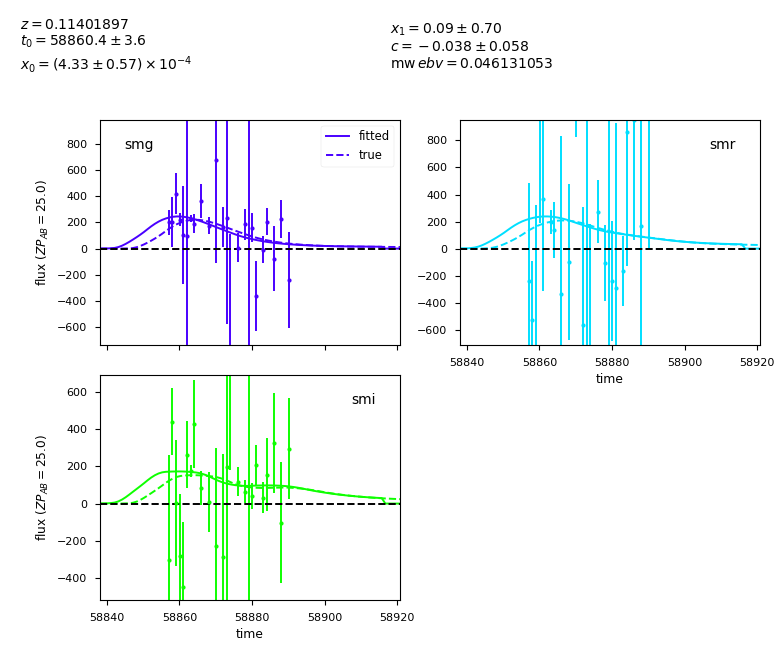 z = 0.11401897
t₀ = 58860.4 ± 3.6
x₀ = (4.33 ± 0.57) × 10⁻⁴
x₁ = 0.09 ± 0.70
c = −0.038 ± 0.058
mw ebv = 0.046131053
smg
fitted
true
800
600
400
200
0
−200
−400
−600
flux (ZP_AB = 25.0)
smr
800
600
400
200
0
−200
−400
−600
58840 58860 58880 58900 58920
time
smi
600
400
200
0
−200
−400
flux (ZP_AB = 25.0)
58840 58860 58880 58900 58920
time